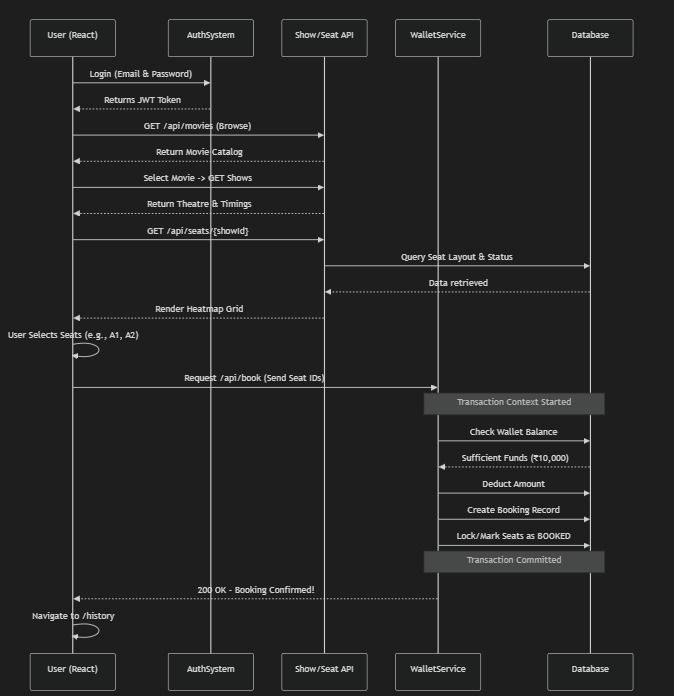 User (React)
AuthSystem
Show/Seat API
WalletService
Database
Login (Email & Password)
Returns JWT Token
GET /api/movies (Browse)
Return Movie Catalog
Select Movie -> GET Shows
Return Theatre & Timings
GET /api/seats/{showId}
Query Seat Layout & Status
Data retrieved
Render Heatmap Grid
User Selects Seats (e.g., A1, A2)
Request /api/book (Send Seat IDs)
Transaction Context Started
Check Wallet Balance
Sufficient Funds (₹10,000)
Deduct Amount
Create Booking Record
Lock/Mark Seats as BOOKED
Transaction Committed
200 OK - Booking Confirmed!
Navigate to /history
User (React)
AuthSystem
Show/Seat API
WalletService
Database